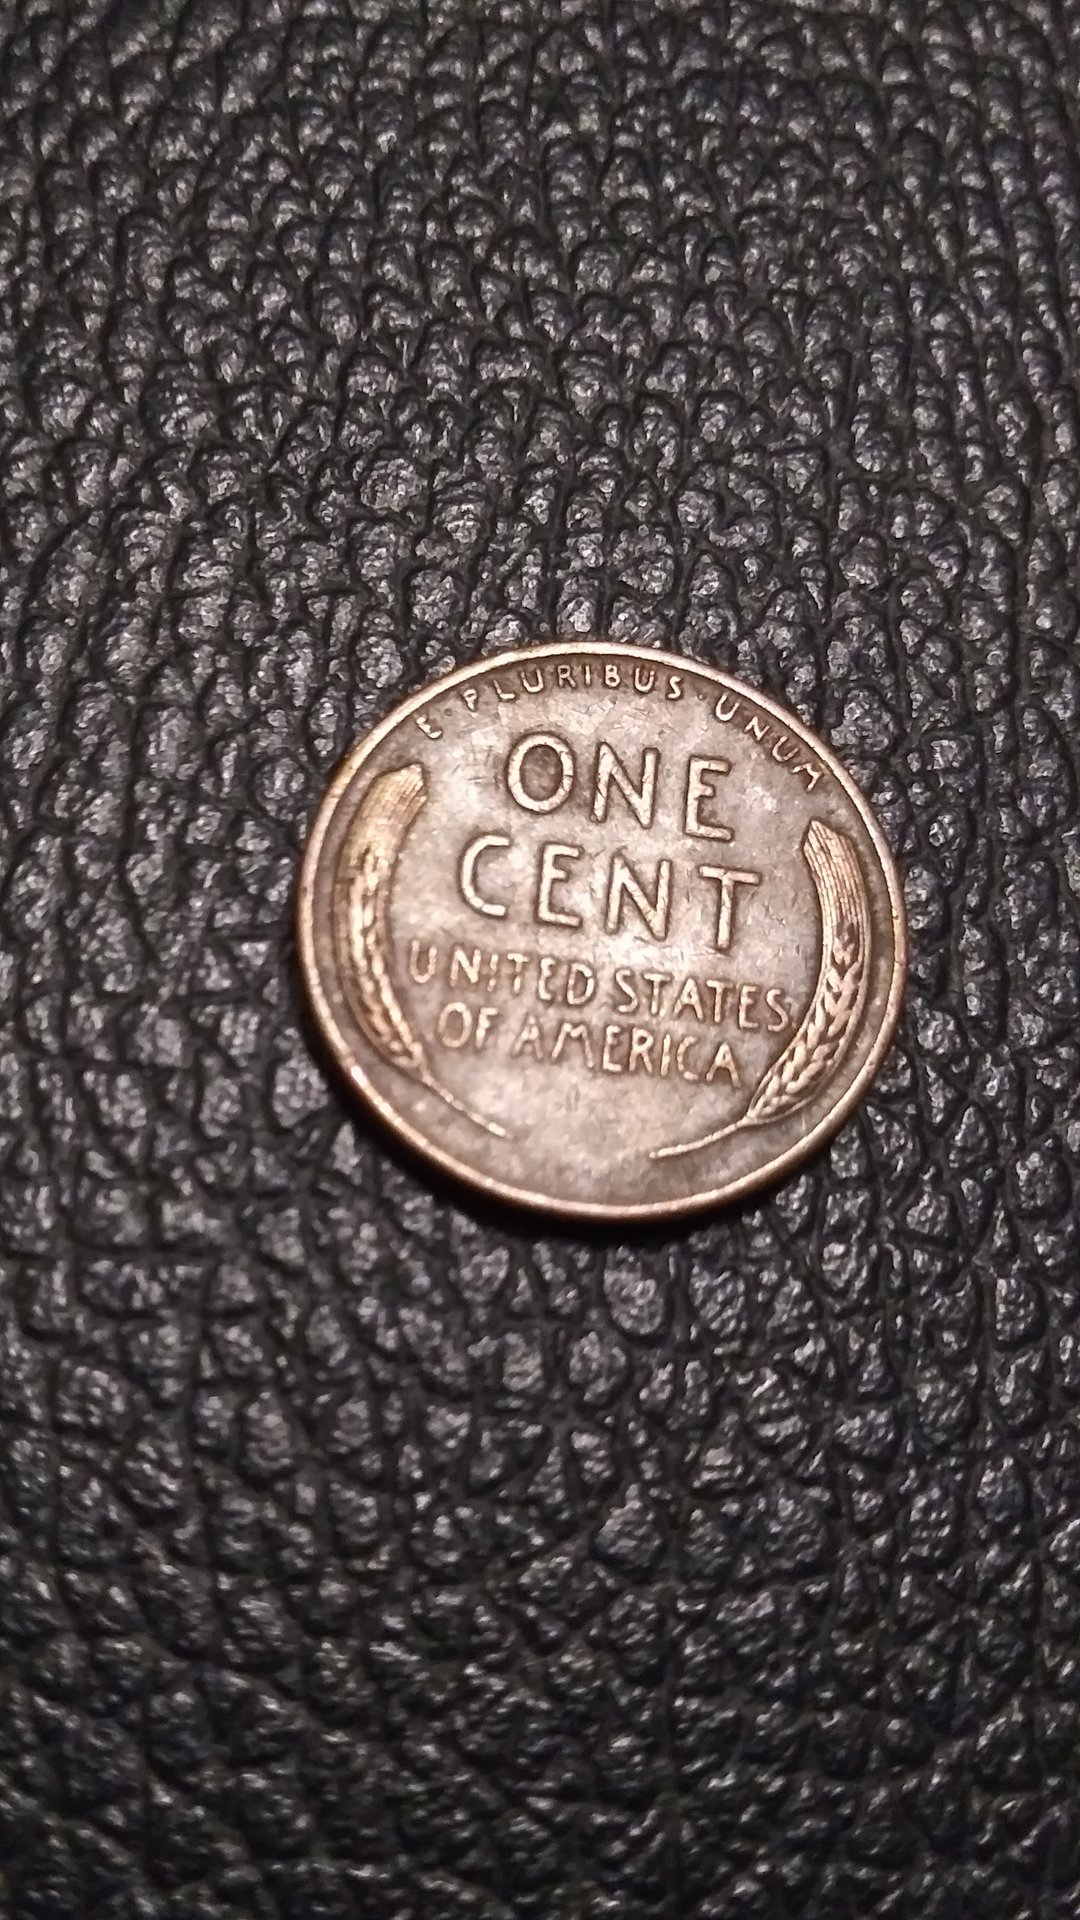 E·PLURIBUS·UNUM
ONE
CENT
UNITED STATES
OF AMERICA